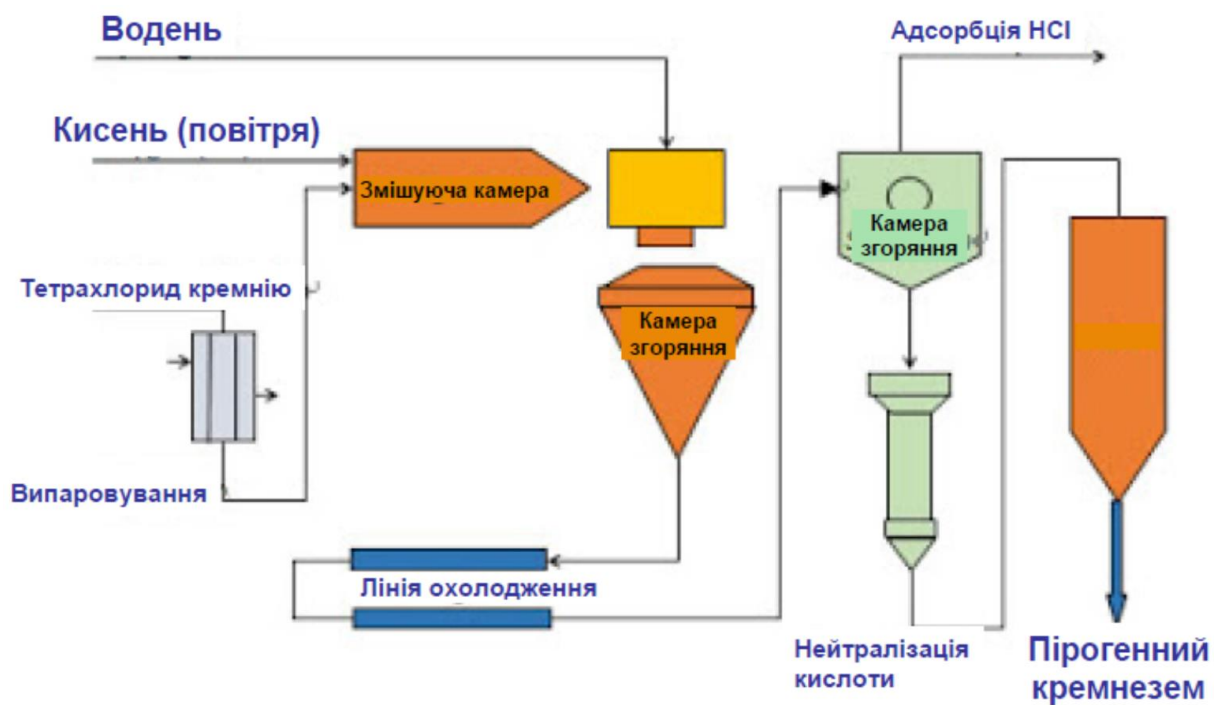 Водень
Адсорбція HCl
Кисень (повітря)
Змішуюча камера
Камера
згоряння
Тетрахлорид кремнію
Камера
згоряння
Випаровування
Лінія охолодження
Нейтралізація
кислоти
Пірогенний
кремнезем